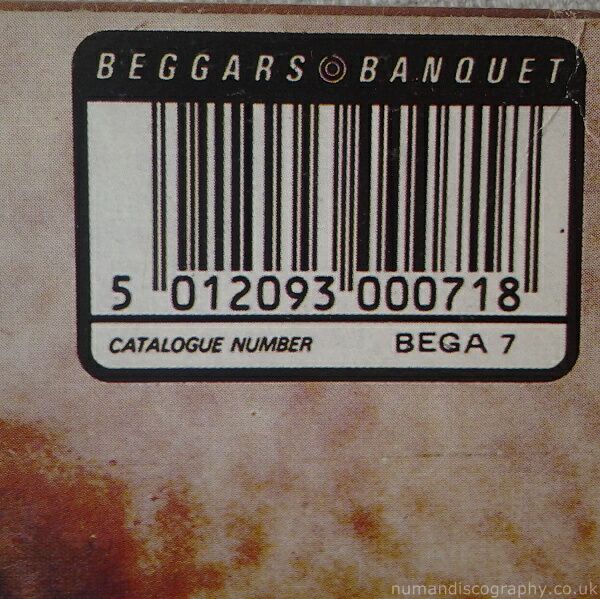 BEGGARS BANQUET
5 012093 000718
CATALOGUE NUMBER BEGA 7
numandiscography.co.uk